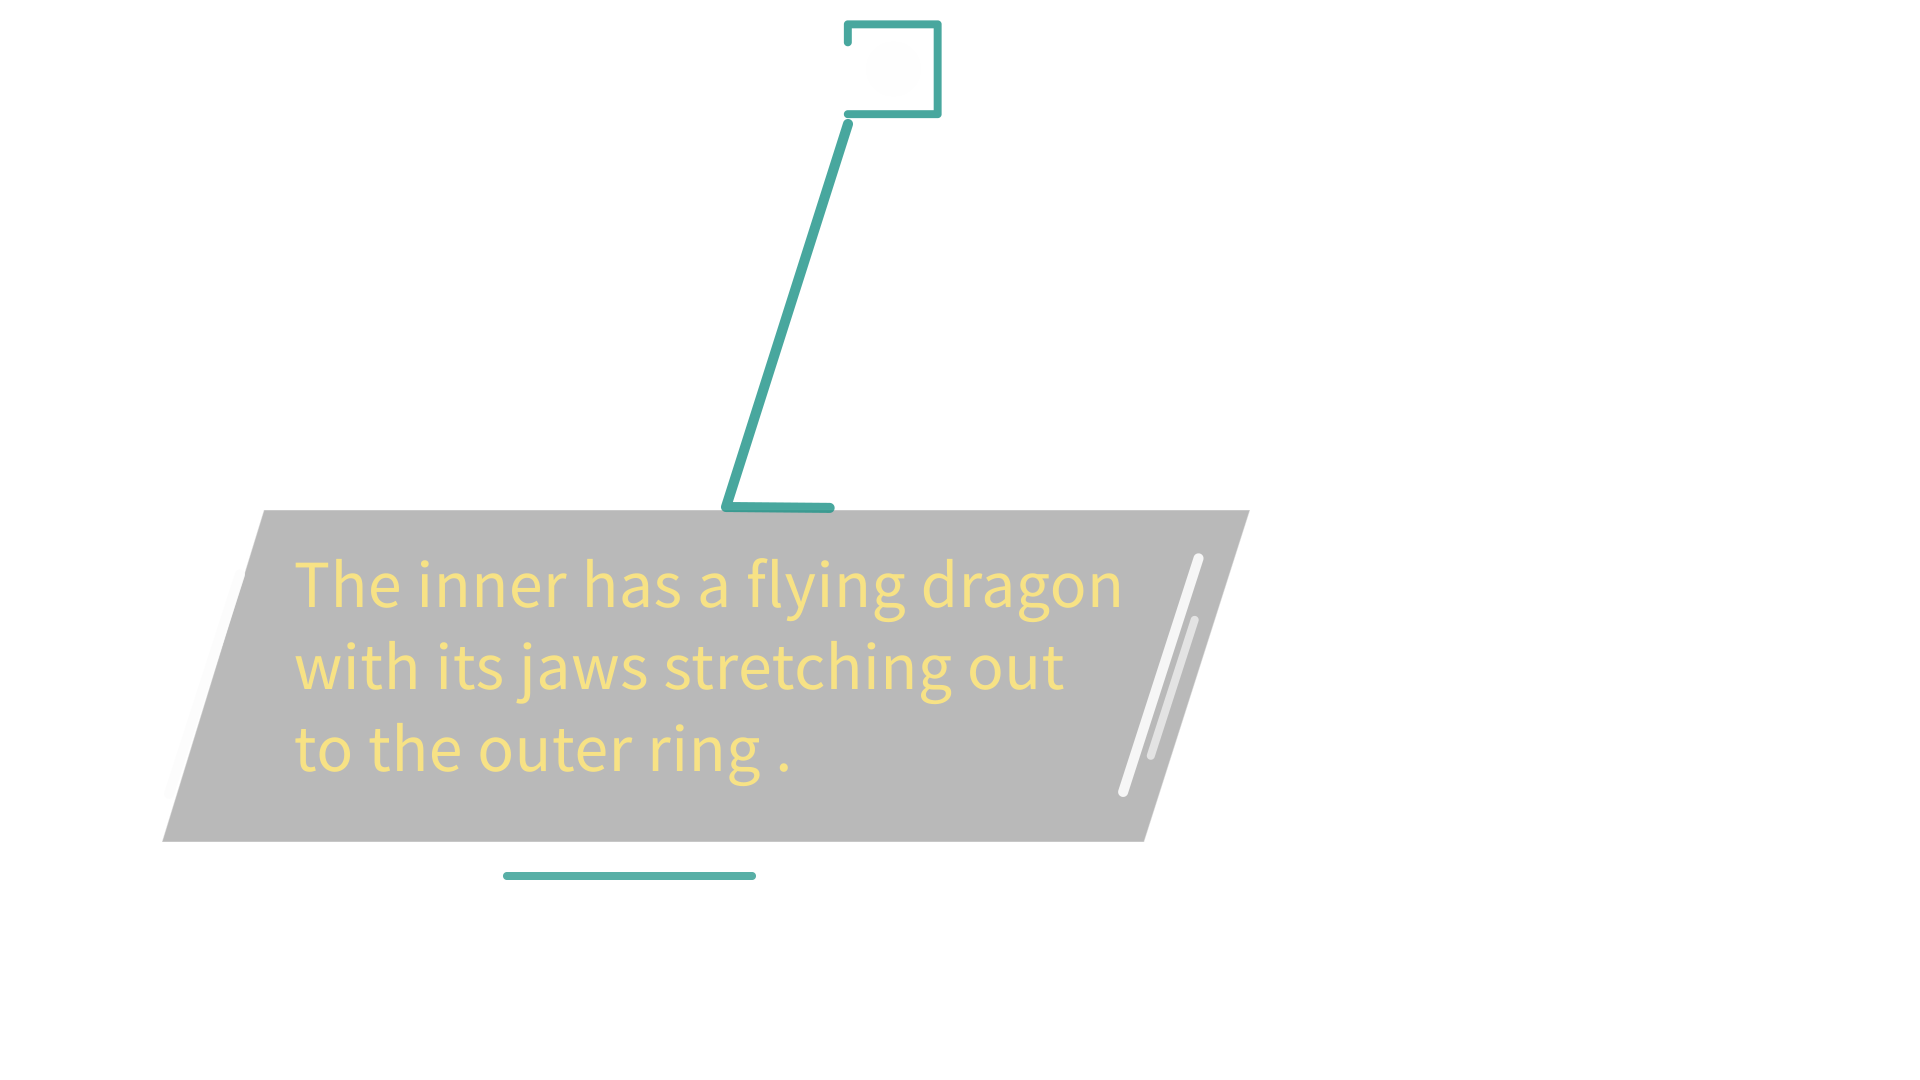 The inner has a flying dragon
with its jaws stretching out
to the outer ring .